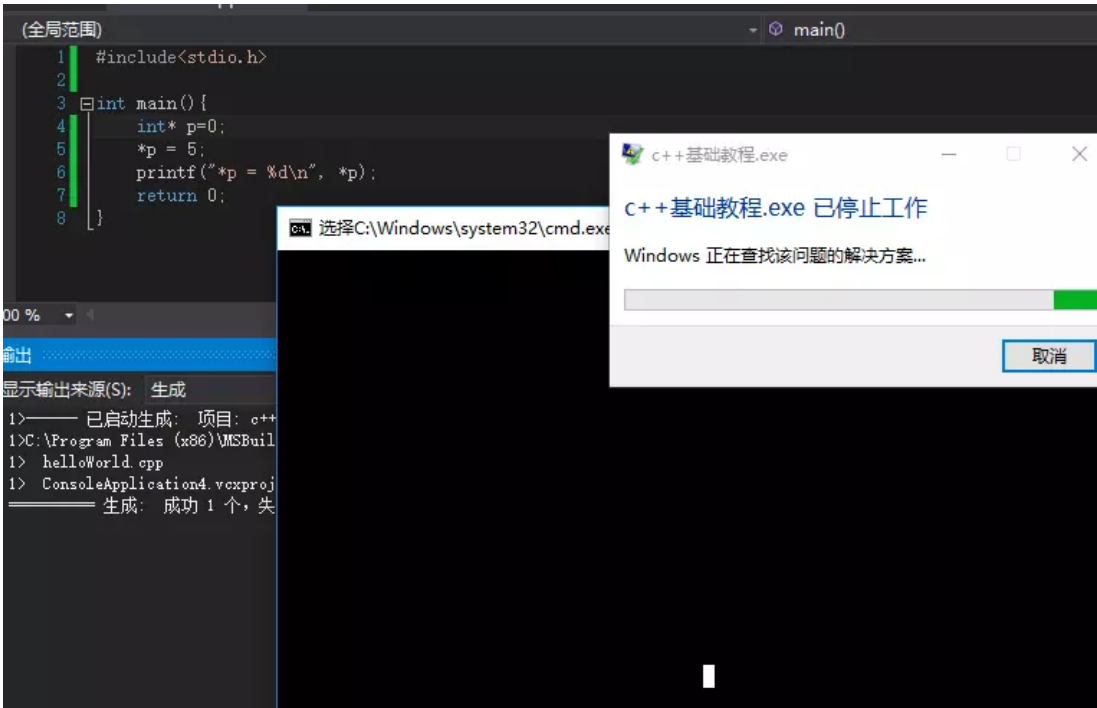 (全局范围)
main()
1 #include<stdio.h>
2
3 int main(){
4 int* p=0;
5 *p = 5;
6 printf("*p = %d\n", *p);
7 return 0;
8 }
c++基础教程.exe
c++基础教程.exe 已停止工作
Windows 正在查找该问题的解决方案...
取消
选择C:\Windows\system32\cmd.exe
00 %
输出
显示输出来源(S): 生成
1>—— 已启动生成: 项目: c++
1>C:\Program Files (x86)\MSBuil
1> helloWorld.cpp
1> ConsoleApplication4.vcxproj
========== 生成: 成功 1 个，失